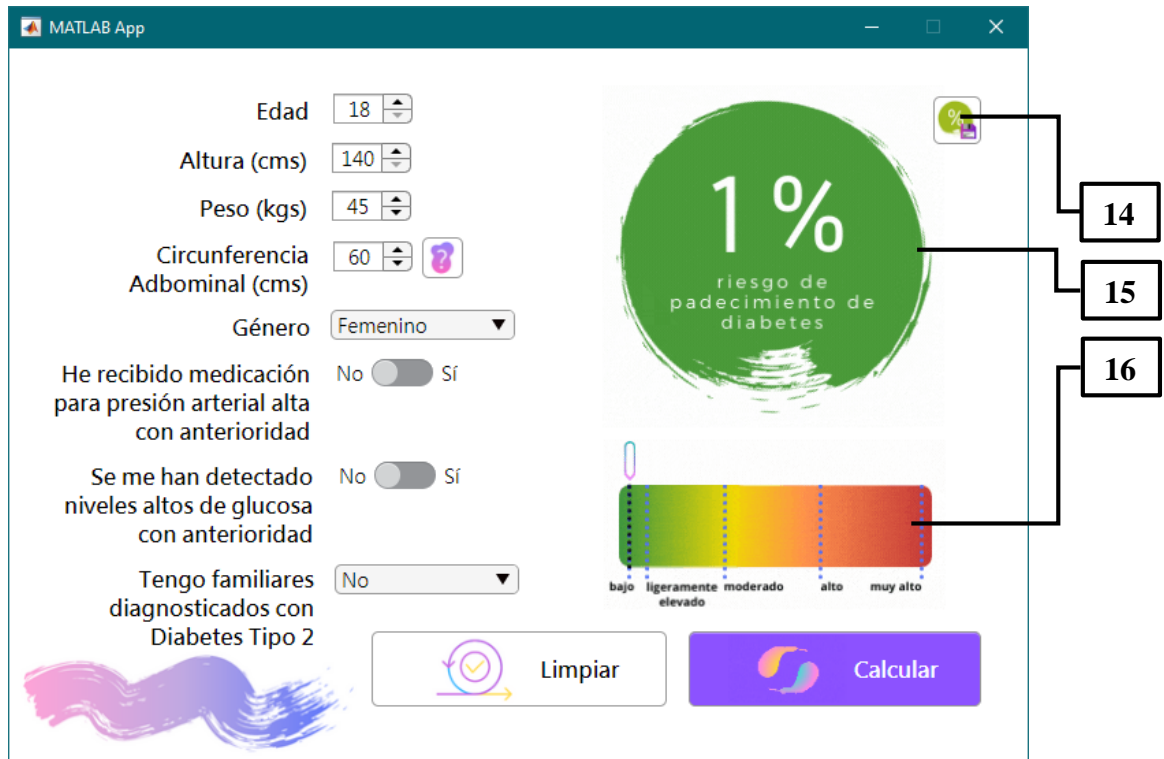 MATLAB App
Edad
18
Altura (cms)
140
Peso (kgs)
45
Circunferencia
Adbominal (cms)
60
?
Género
Femenino
He recibido medicación
para presión arterial alta
con anterioridad
No
Sí
Se me han detectado
niveles altos de glucosa
con anterioridad
No
Sí
Tengo familiares
diagnosticados con
Diabetes Tipo 2
No
%
1 %
riesgo de
padecimiento de
diabetes
14
15
16
bajo
ligeramente
elevado
moderado
alto
muy alto
Limpiar
Calcular